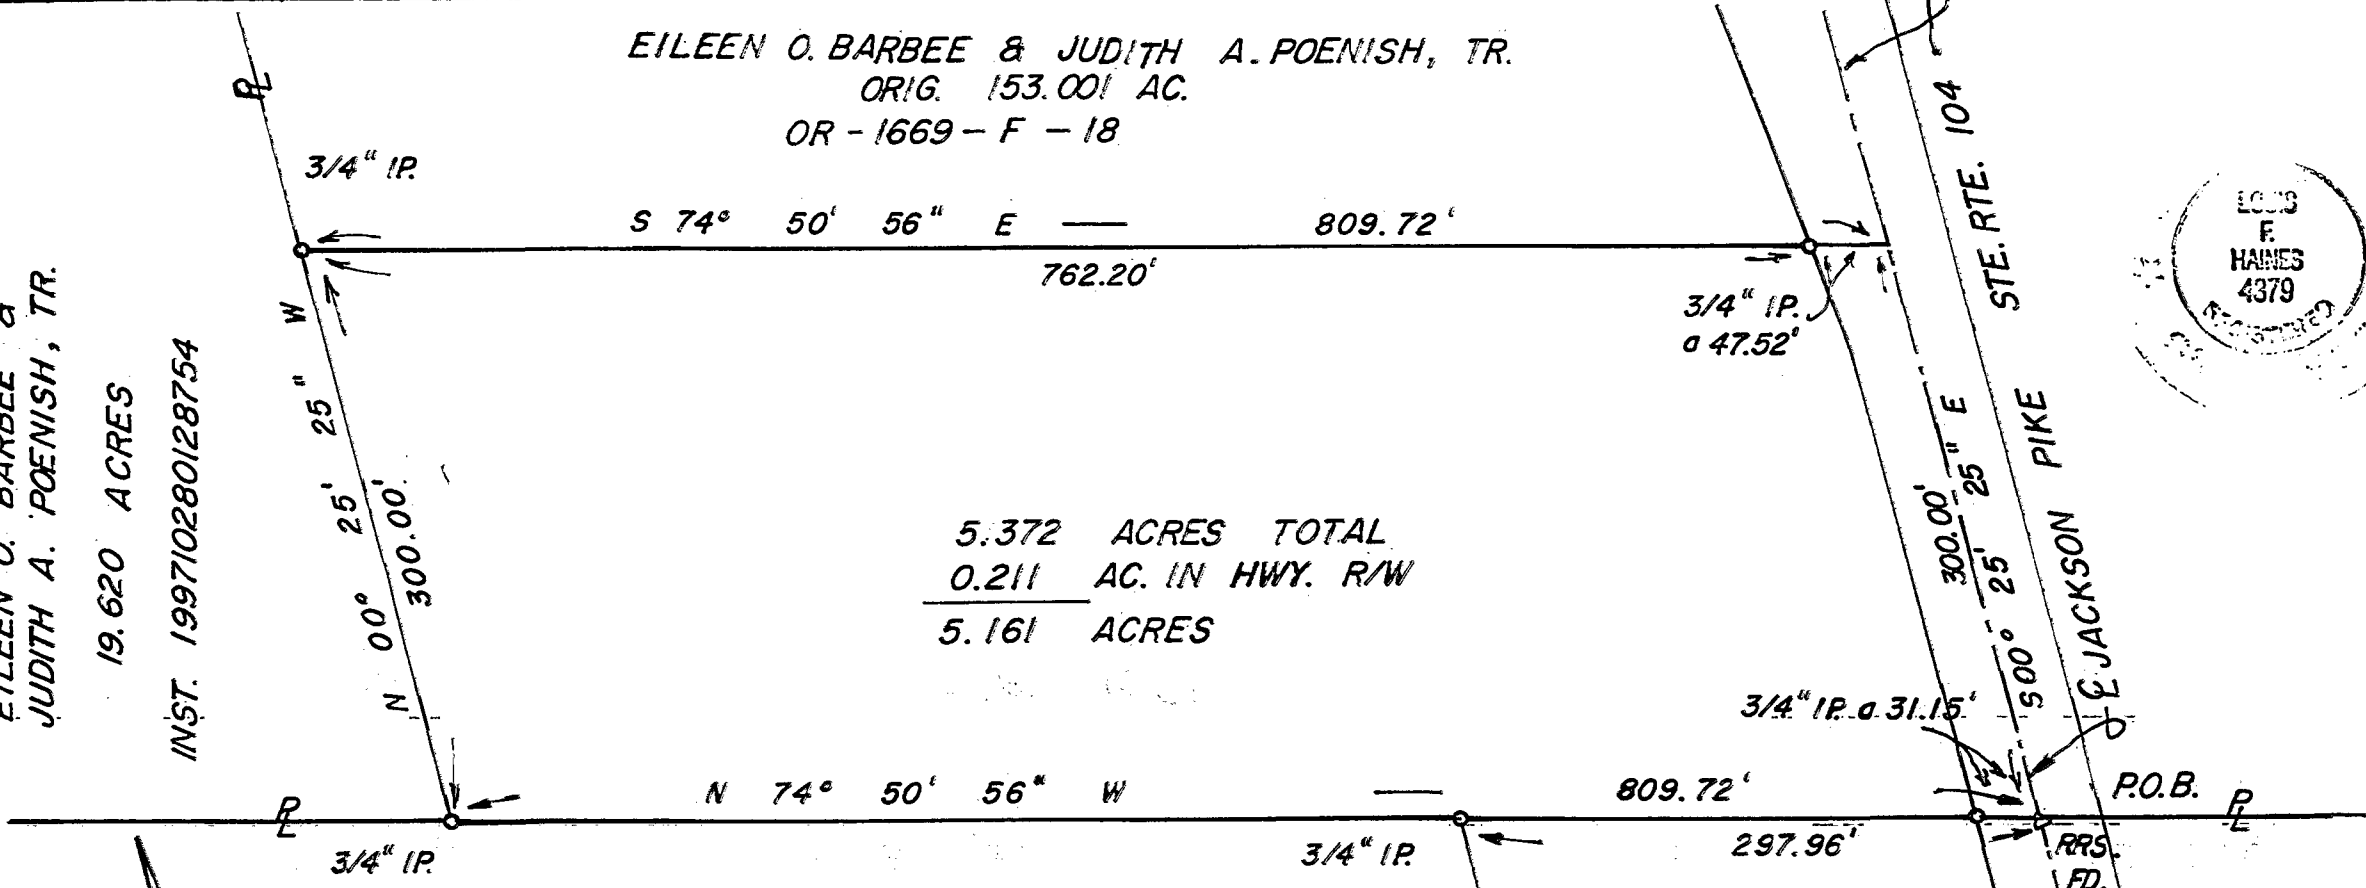 EILEEN O. BARBEE & JUDITH A. POENISH, TR.
ORIG. 153.001 AC.
OR - 1669 - F - 18
3/4" IP.
S 74° 50' 56" E — 809.72'
762.20'
3/4" IP.
a 47.52'
STE. RTE. 104
JACKSON PIKE
LOUIS
F.
HAINES
4379
REGISTERED
EILEEN O. BARBEE &
JUDITH A. POENISH, TR.
19.620 ACRES
INST. 199710280128754
N 00° 25' 25" W
300.00'
5.372 ACRES TOTAL
0.211 AC. IN HWY. R/W
5.161 ACRES
300.00'
S 00° 25' 25" E
3/4" IP. a 31.15'
N 74° 50' 56" W — 809.72'
P.O.B.
3/4" IP.
3/4" IP.
297.96'
RRS.
FD.